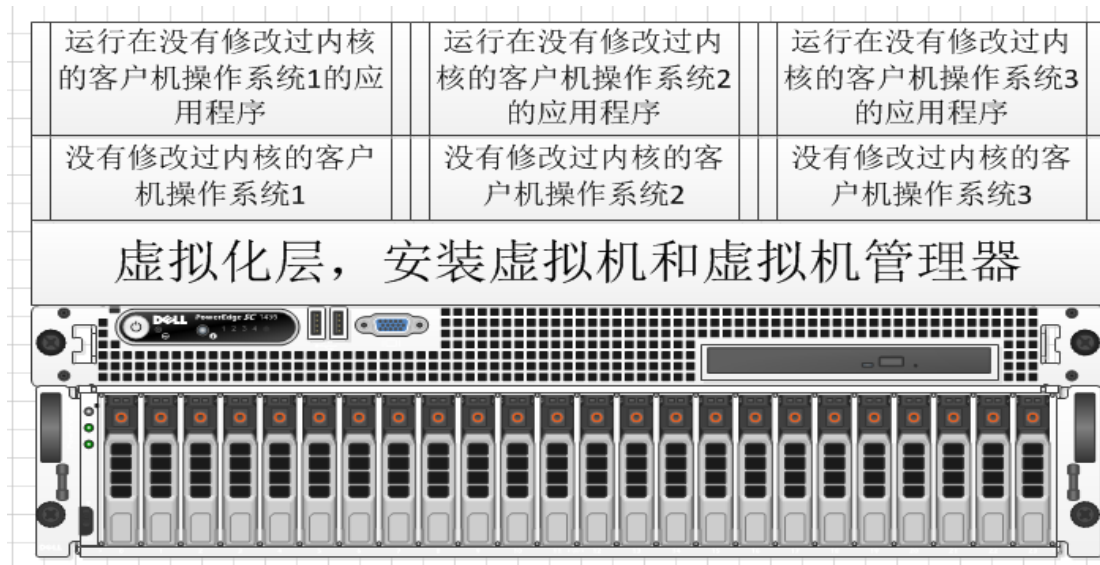 运行在没有修改过内核
的客户机操作系统1的应
用程序
运行在没有修改过内
核的客户机操作系统2
的应用程序
运行在没有修改过内
核的客户机操作系统3
的应用程序
没有修改过内核的客户
机操作系统1
没有修改过内核的客
户机操作系统2
没有修改过内核的客
户机操作系统3
虚拟化层，安装虚拟机和虚拟机管理器
DELL PowerEdge SC 1435
1 2 3 4